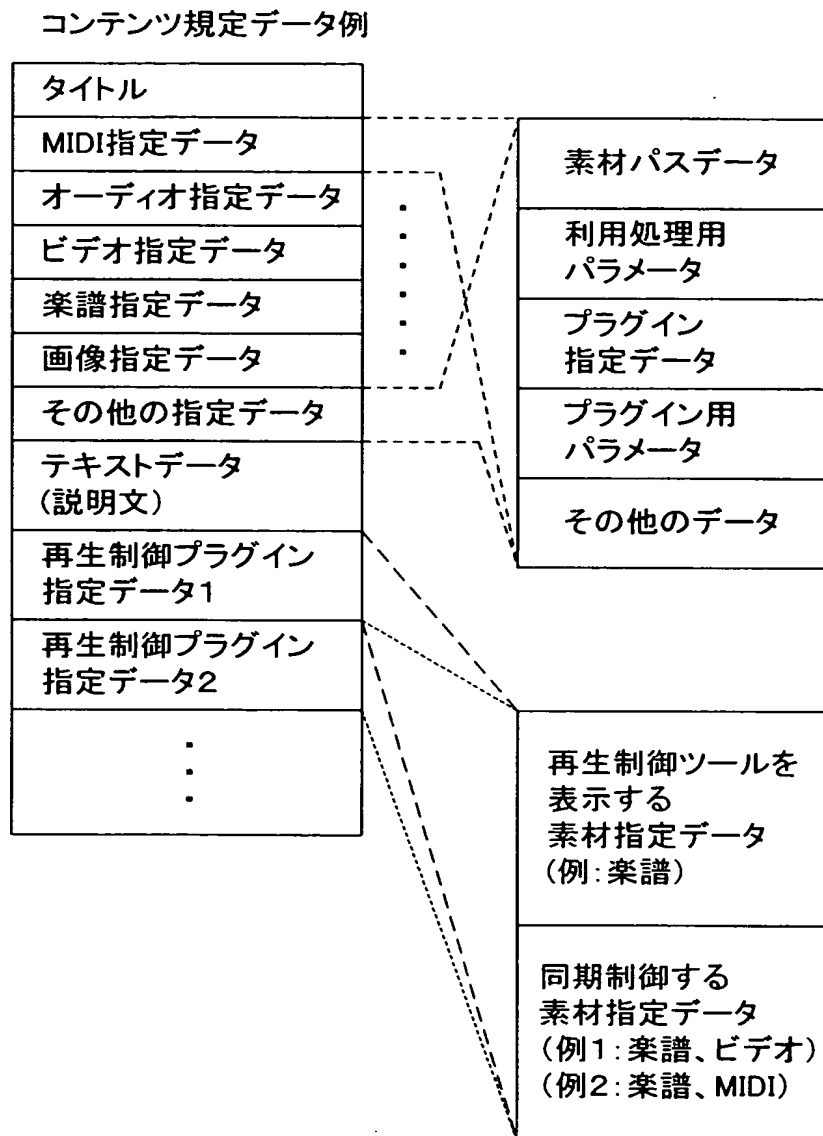 コンテンツ規定データ例
タイトル
MIDI指定データ
オーディオ指定データ
ビデオ指定データ
楽譜指定データ
画像指定データ
その他の指定データ
テキストデータ
(説明文)
再生制御プラグイン
指定データ1
再生制御プラグイン
指定データ2
素材パスデータ
利用処理用
パラメータ
プラグイン
指定データ
プラグイン用
パラメータ
その他のデータ
再生制御ツールを
表示する
素材指定データ
(例:楽譜)
同期制御する
素材指定データ
(例1:楽譜、ビデオ)
(例2:楽譜、MIDI)